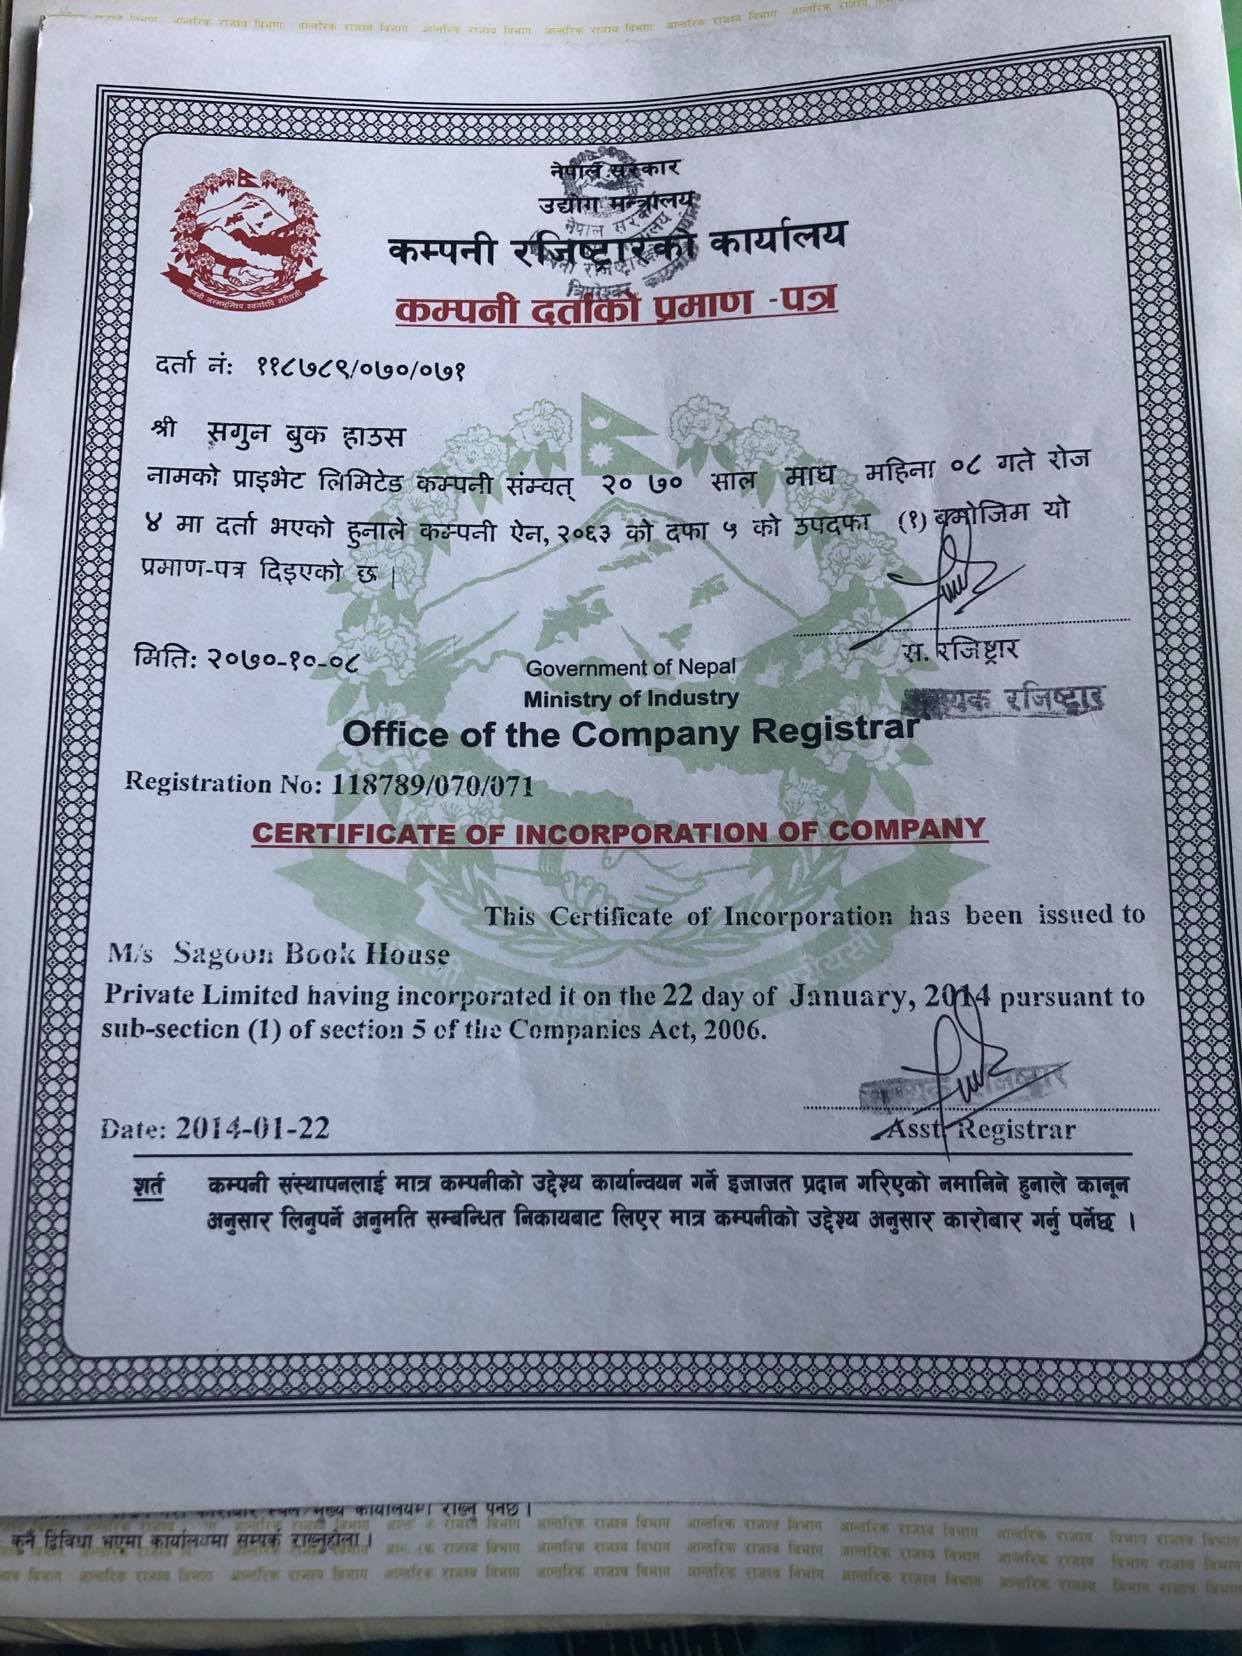 नेपाल सरकार
उद्योग मन्त्रालय
कम्पनी रजिष्ट्रारको कार्यालय
कम्पनी दर्ताको प्रमाण -पत्र
दर्ता नं: ११८७८९/०७०/०७१
श्री सगुन बुक हाउस
नामको प्राइभेट लिमिटेड कम्पनी संम्वत् २०७० साल माघ महिना ०८ गते रोज
४ मा दर्ता भएको हुनाले कम्पनी ऐन, २०६३ को दफा ५ को उपदफा (१) बमोजिम यो
प्रमाण-पत्र दिइएको छ |
मिति: २०७०-१०-०८
स. रजिष्ट्रार
रजिष्ट्रार
Government of Nepal
Ministry of Industry
Office of the Company Registrar
Registration No: 118789/070/071
CERTIFICATE OF INCORPORATION OF COMPANY
This Certificate of Incorporation has been issued to
M/s Sagoon Book House
Private Limited having incorporated it on the 22 day of January, 2014 pursuant to
sub-section (1) of section 5 of the Companies Act, 2006.
Date: 2014-01-22
Asst. Registrar
शर्त कम्पनी संस्थापनलाई मात्र कम्पनीको उद्देश्य कार्यान्वयन गर्ने इजाजत प्रदान गरिएको नमानिने हुनाले कानून
अनुसार लिनुपर्ने अनुमति सम्बन्धित निकायबाट लिएर मात्र कम्पनीको उद्देश्य अनुसार कारोबार गर्नु पर्नेछ ।
मुख्य कार्यालयमा राख्नु पर्नेछ ।
कुनै द्विविधा भएमा कार्यालयमा सम्पर्क राख्नुहोला ।
आन्तरिक राजस्व विभाग